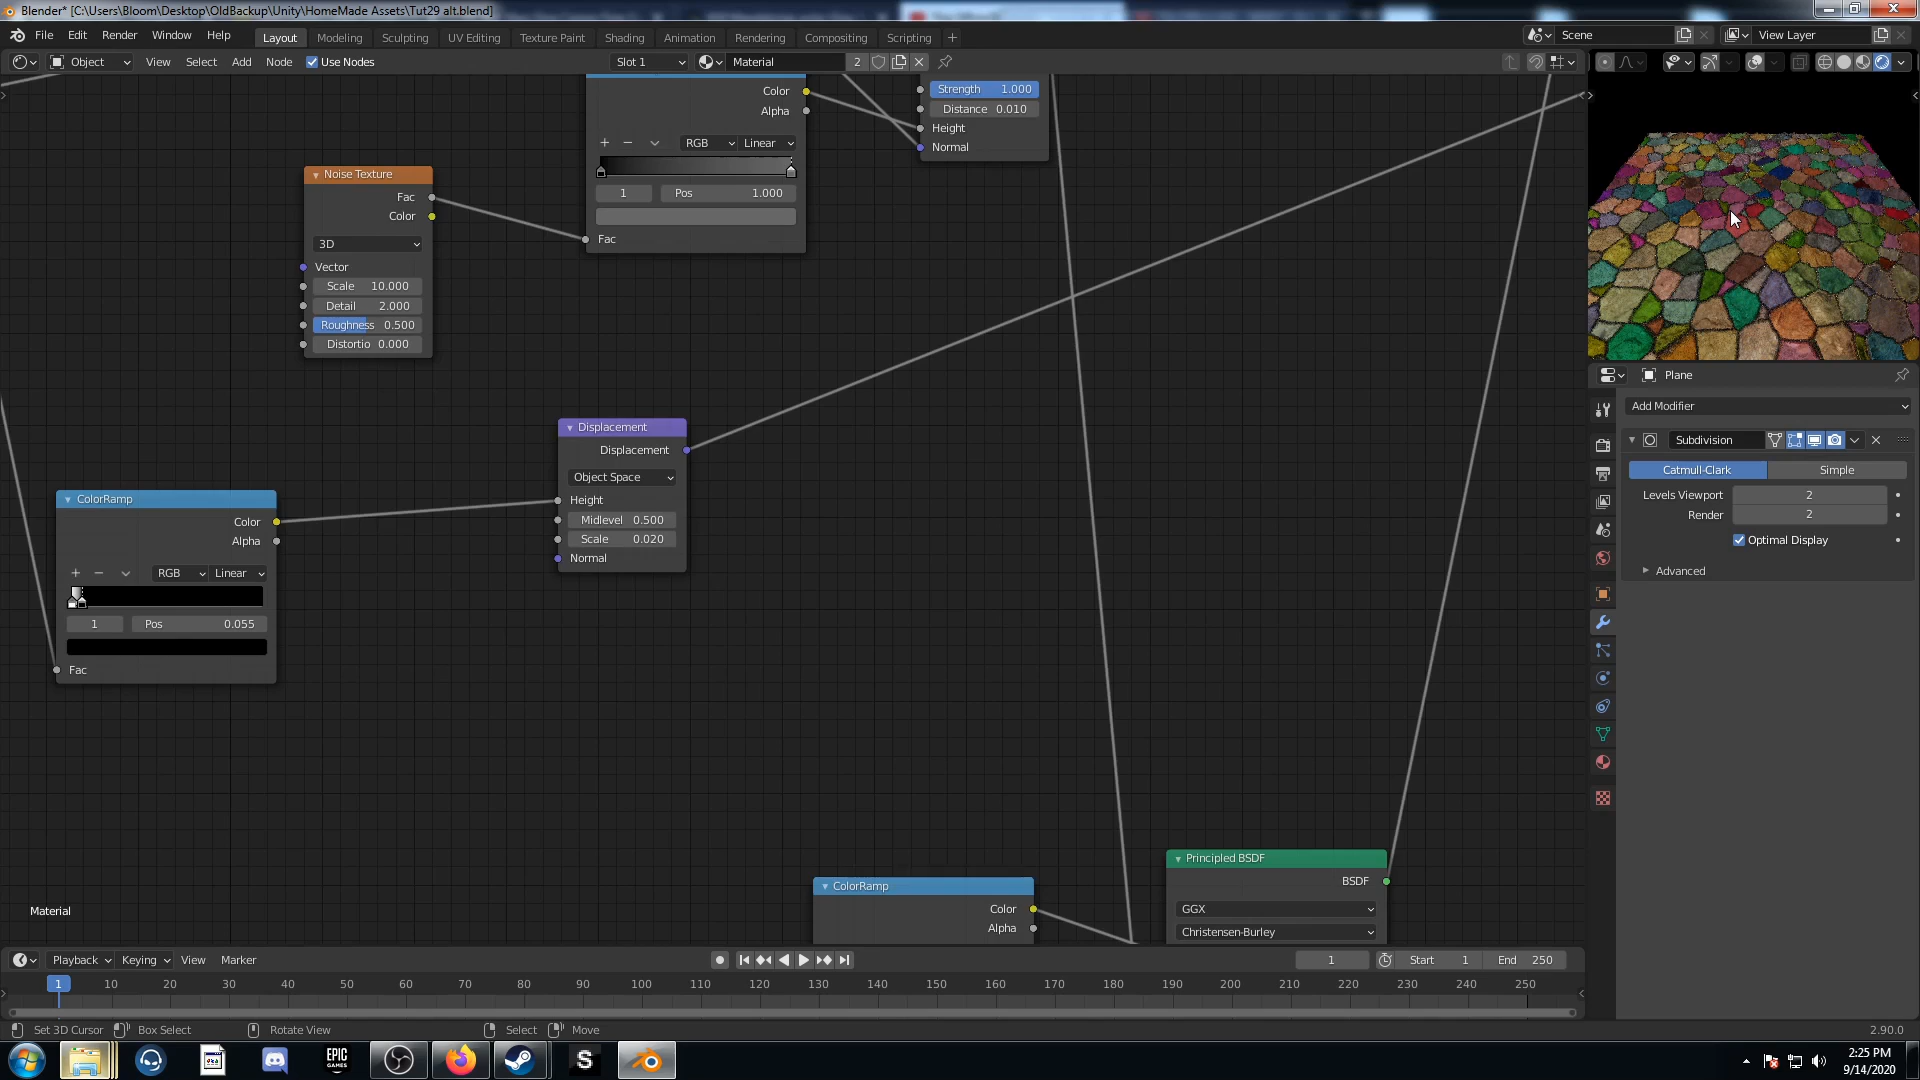 Blender* [C:\Users\Bloom\Desktop\OldBackup\Unity\HomeMade Assets\Tut29 alt.blend]
File Edit Render Window Help Layout Modeling Sculpting UV Editing Texture Paint Shading Animation Rendering Compositing Scripting + Scene View Layer
Object View Select Add Node Use Nodes Slot 1 Material 2
Color
Alpha
RGB Linear
1 Pos 1.000
Fac
Strength 1.000
Distance 0.010
Height
Normal
Noise Texture
Fac
Color
3D
Vector
Scale 10.000
Detail 2.000
Roughness 0.500
Distortio 0.000
Displacement
Displacement
Object Space
Height
Midlevel 0.500
Scale 0.020
Normal
ColorRamp
Color
Alpha
RGB Linear
1 Pos 0.055
Fac
ColorRamp
Color
Alpha
Principled BSDF
BSDF
GGX
Christensen-Burley
Material
Plane
Add Modifier
Subdivision
Catmull-Clark Simple
Levels Viewport 2
Render 2
Optimal Display
Advanced
Playback Keying View Marker 1 Start 1 End 250
1 10 20 30 40 50 60 70 80 90 100 110 120 130 140 150 160 170 180 190 200 210 220 230 240 250
Set 3D Cursor Box Select Rotate View Select Move 2.90.0
EPIC
GAMES
S
2:25 PM
9/14/2020